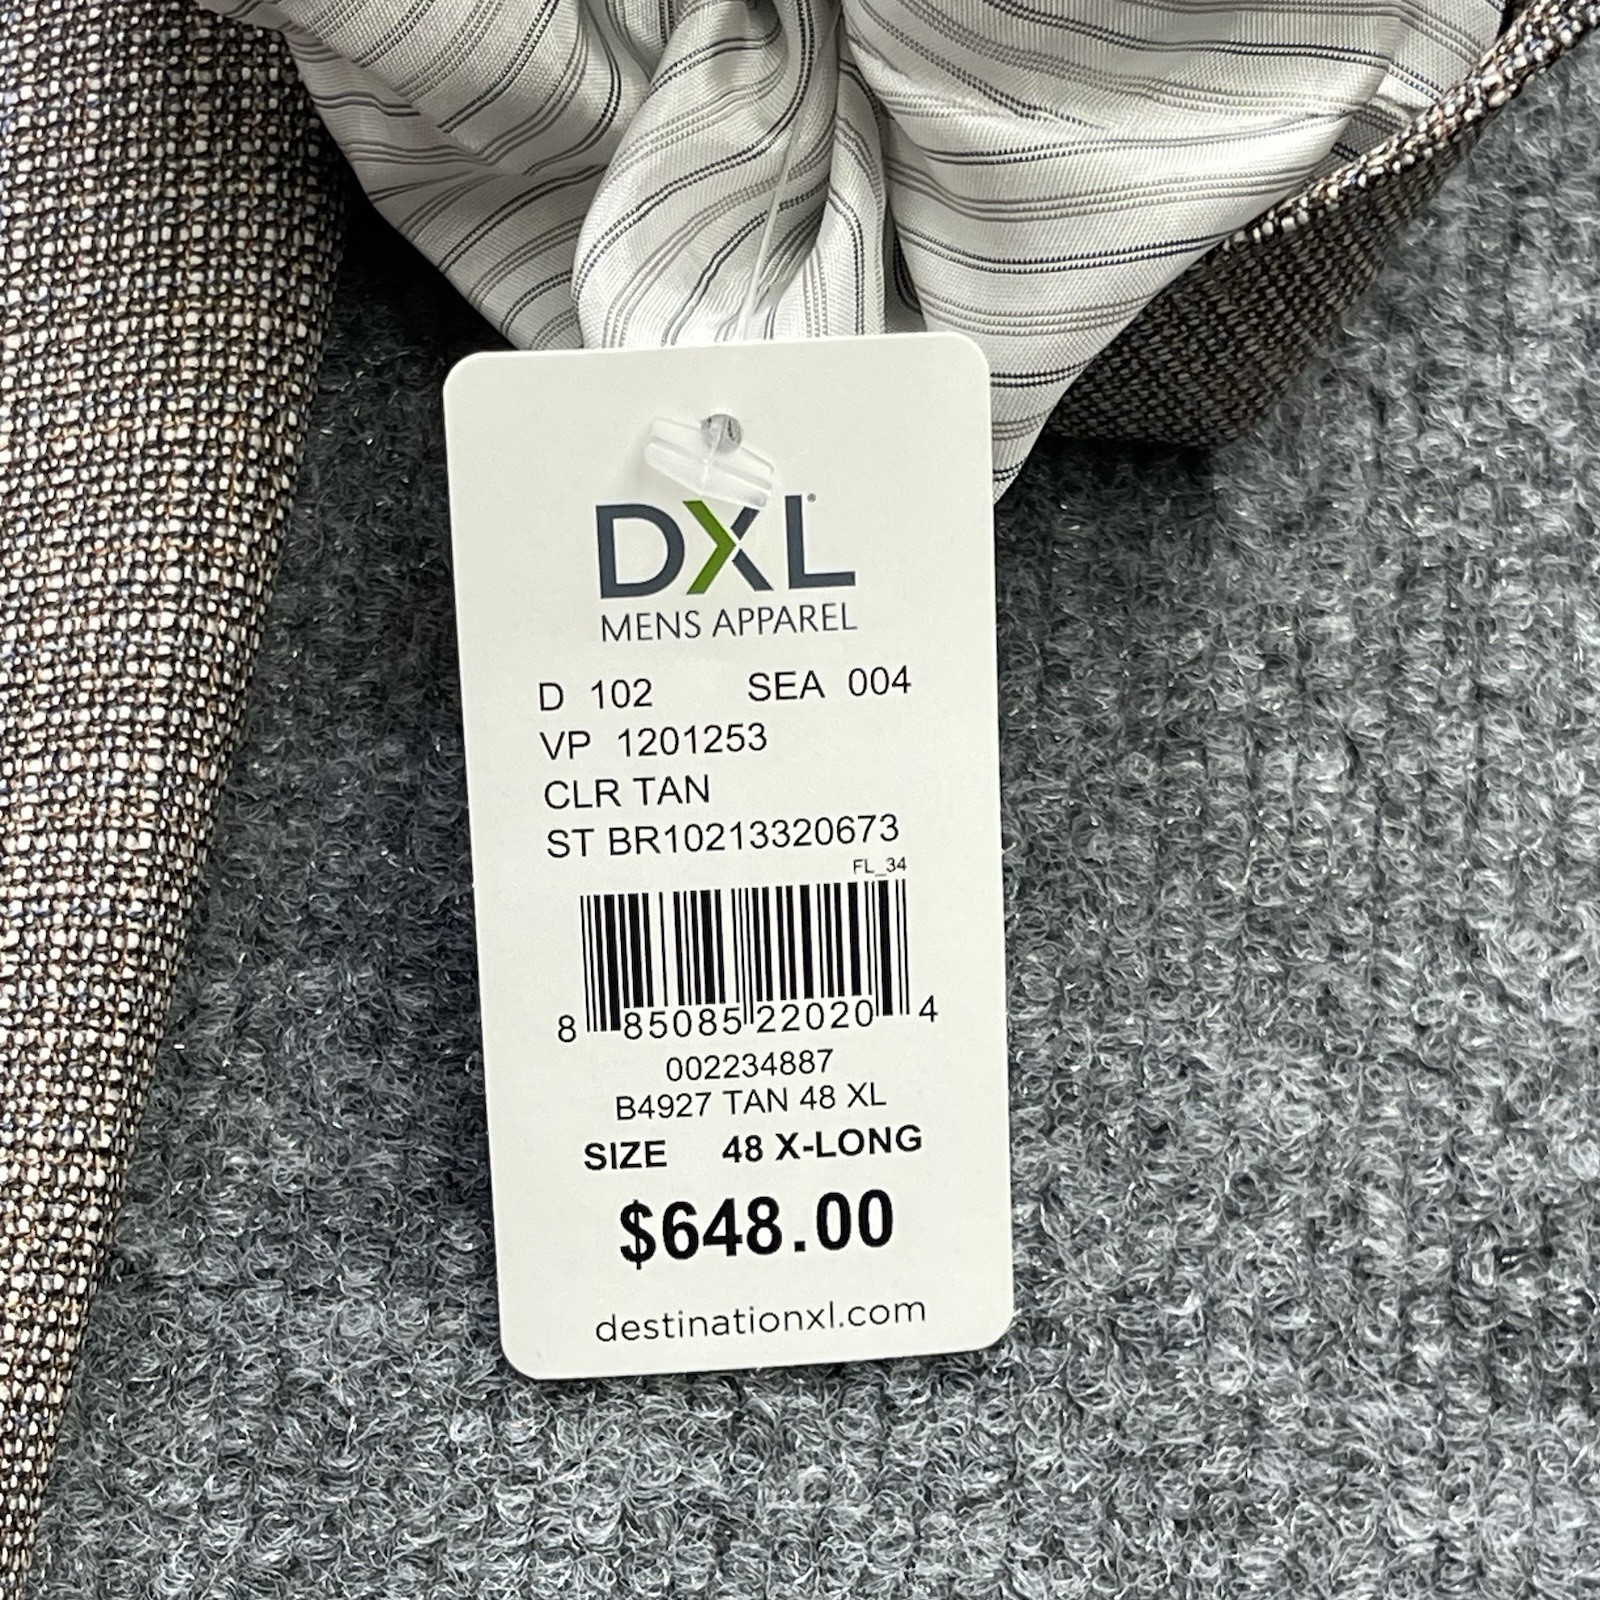 DXL®
MENS APPAREL
D 102 SEA 004
VP 1201253
CLR TAN
ST BR10213320673
FL_34
8 85085 22020 4
002234887
B4927 TAN 48 XL
SIZE 48 X-LONG
$648.00
destinationxl.com